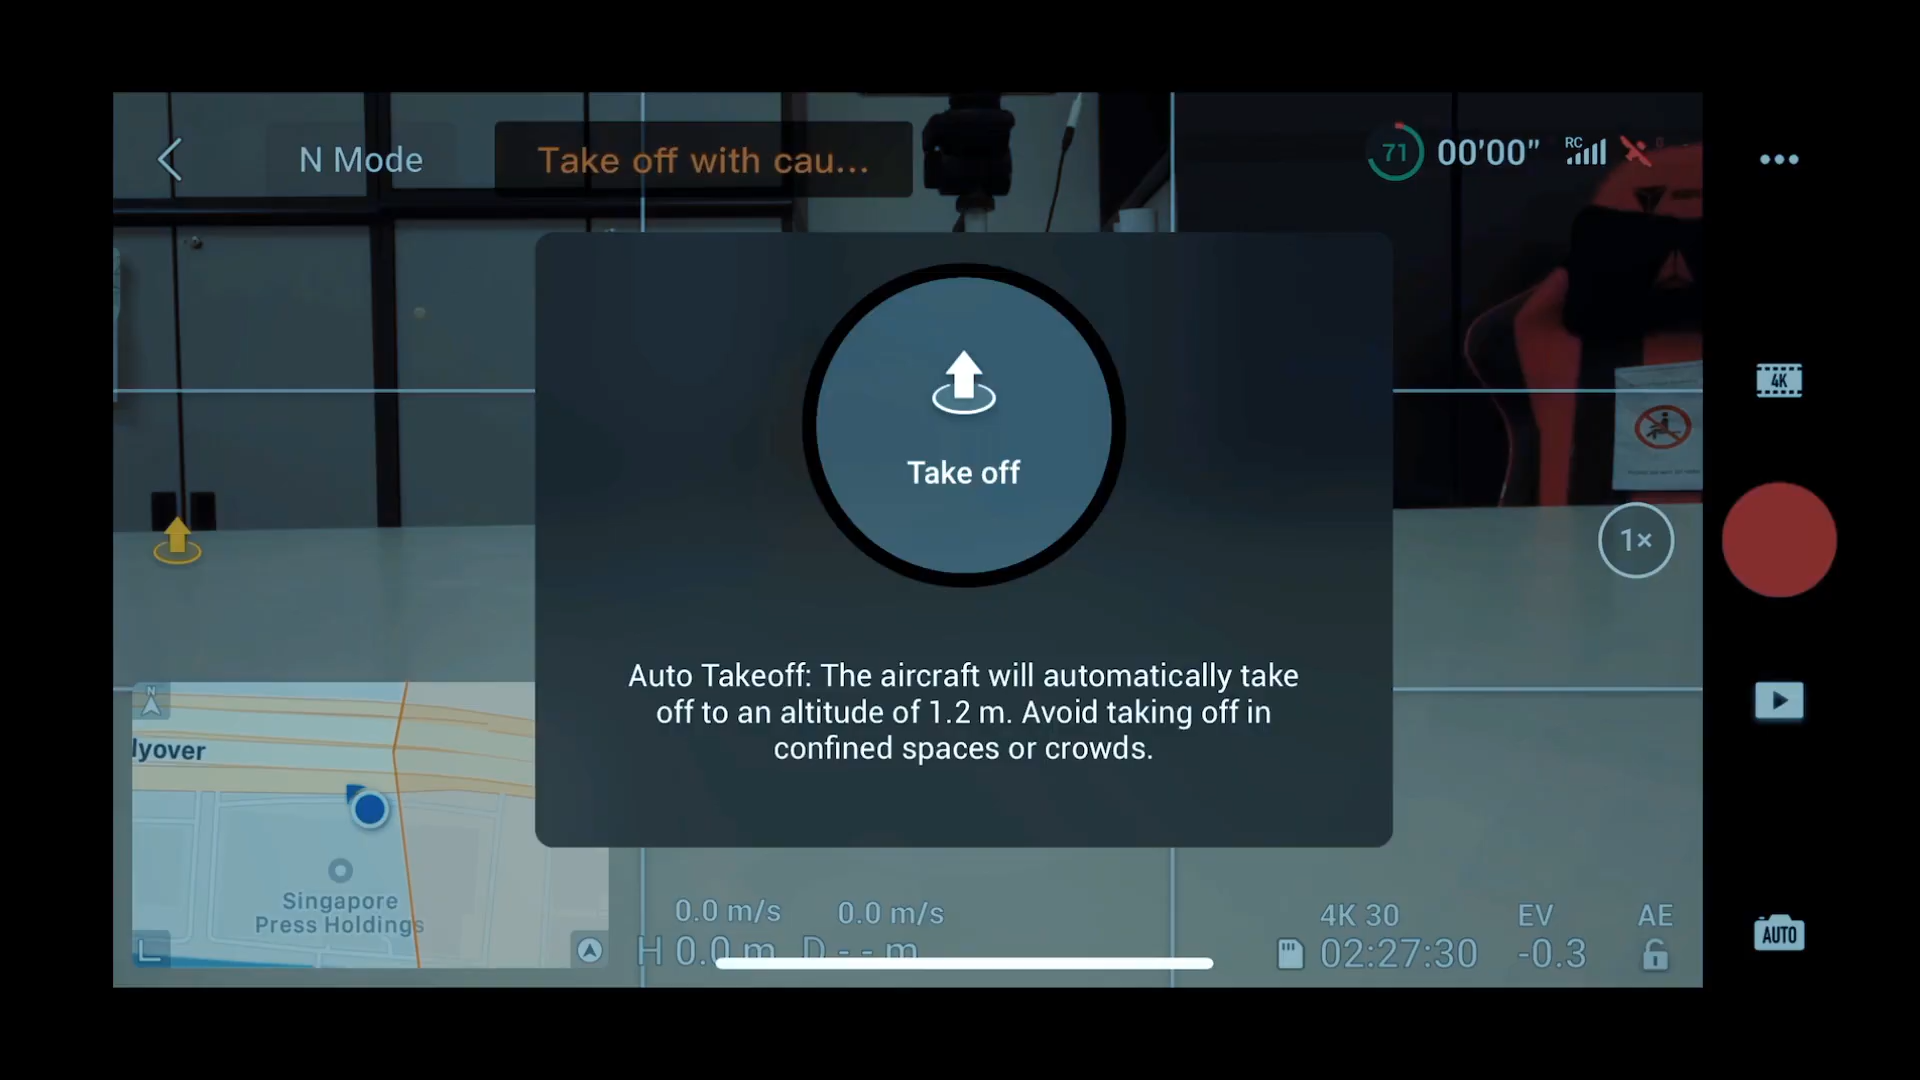 N Mode
Take off with cau...
71
00'00"
RC
Take off
4K
1×
Auto Takeoff: The aircraft will automatically take
off to an altitude of 1.2 m. Avoid taking off in
confined spaces or crowds.
N
lyover
Singapore
Press Holdings
0.0 m/s 0.0 m/s
H 0.0 m D - - m
4K 30 EV AE
02:27:30 -0.3
AUTO